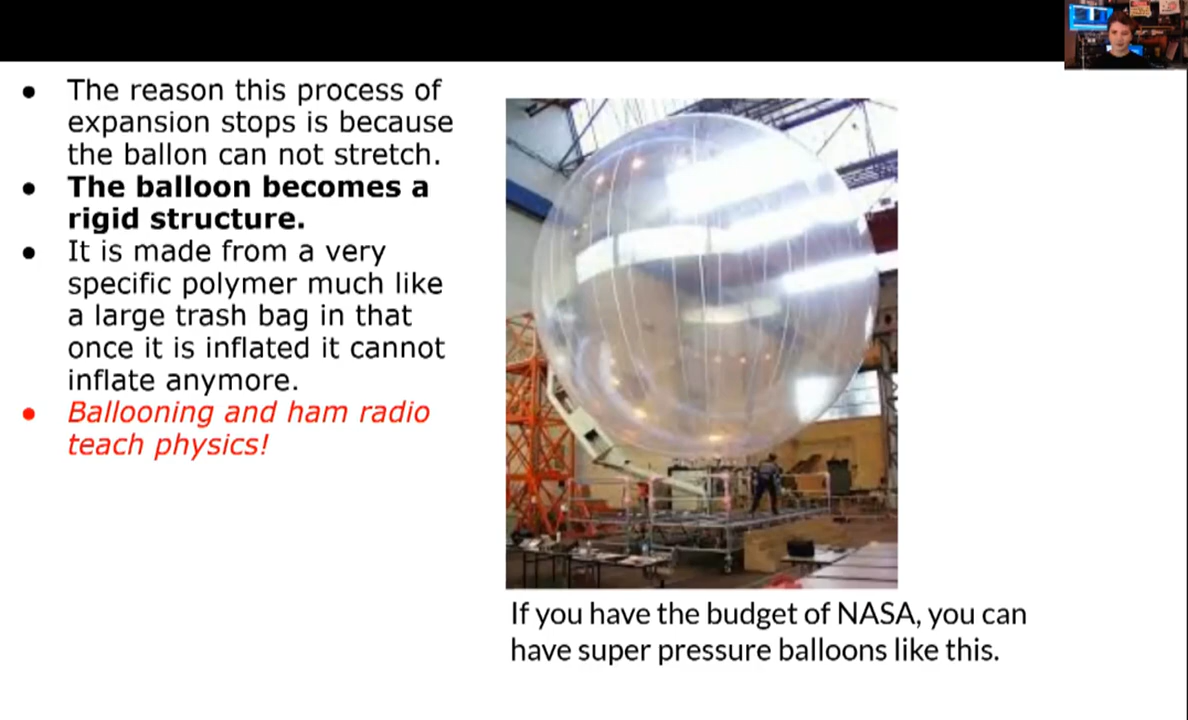 ● The reason this process of
expansion stops is because
the ballon can not stretch.
● The balloon becomes a
rigid structure.
● It is made from a very
specific polymer much like
a large trash bag in that
once it is inflated it cannot
inflate anymore.
● Ballooning and ham radio
teach physics!
If you have the budget of NASA, you can
have super pressure balloons like this.